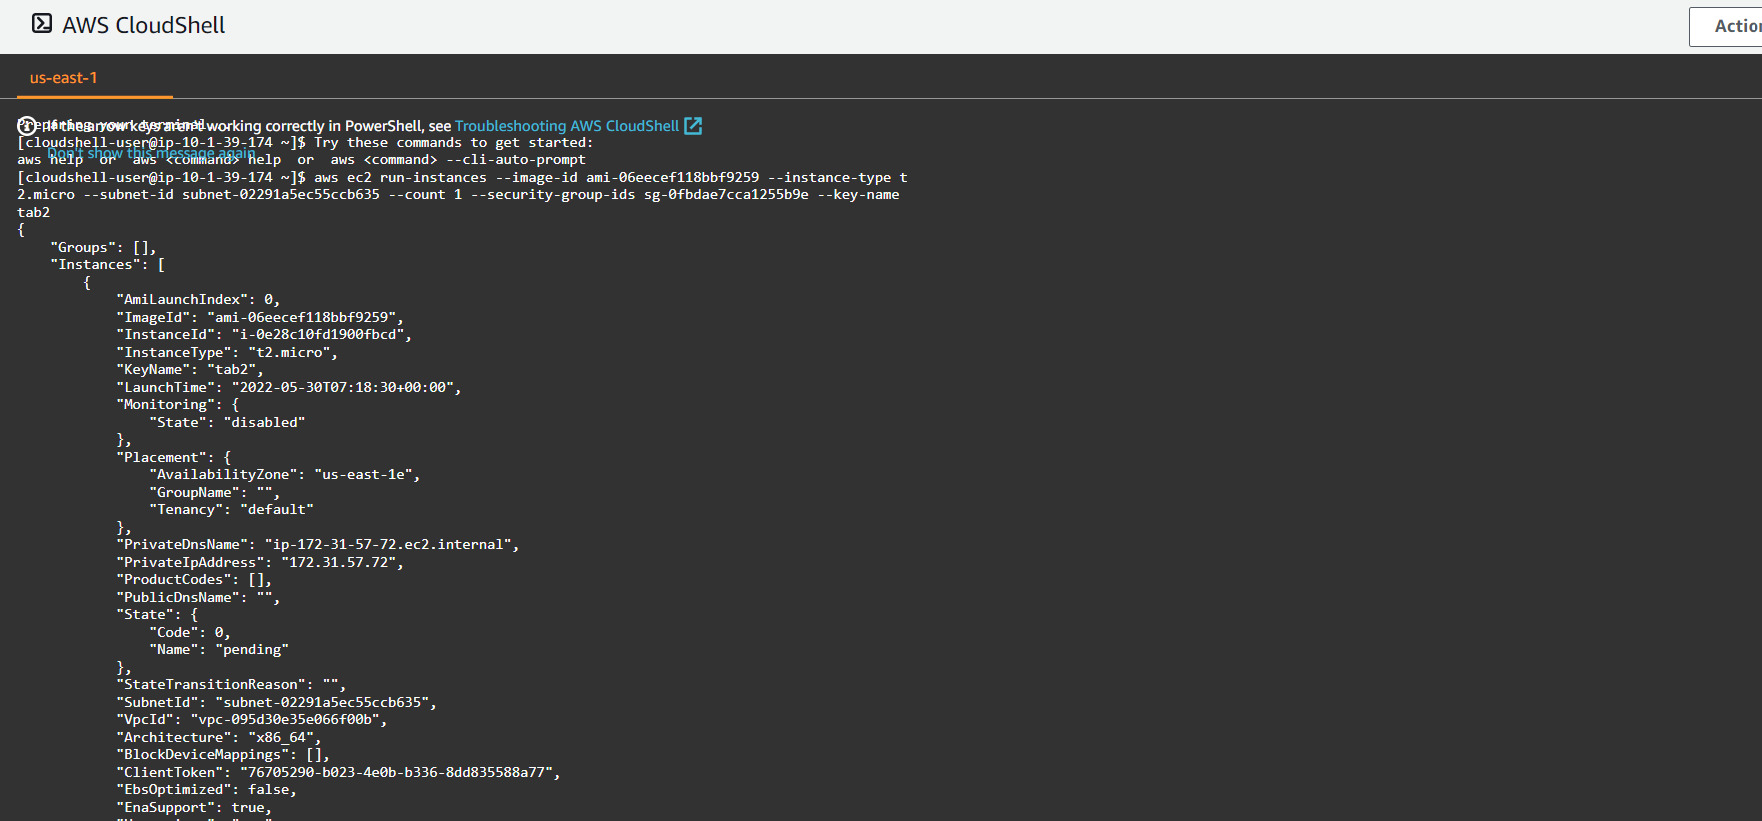 AWS CloudShell
Action
us-east-1
Preparing your terminal...
If the arrow keys aren't working correctly in PowerShell, see Troubleshooting AWS CloudShell
[cloudshell-user@ip-10-1-39-174 ~]$ Try these commands to get started:
Don't show this message again
aws help  or  aws <command> help  or  aws <command> --cli-auto-prompt
[cloudshell-user@ip-10-1-39-174 ~]$ aws ec2 run-instances --image-id ami-06eecef118bbf9259 --instance-type t
2.micro --subnet-id subnet-02291a5ec55ccb635 --count 1 --security-group-ids sg-0fbdae7cca1255b9e --key-name
tab2
{
    "Groups": [],
    "Instances": [
        {
            "AmiLaunchIndex": 0,
            "ImageId": "ami-06eecef118bbf9259",
            "InstanceId": "i-0e28c10fd1900fbcd",
            "InstanceType": "t2.micro",
            "KeyName": "tab2",
            "LaunchTime": "2022-05-30T07:18:30+00:00",
            "Monitoring": {
                "State": "disabled"
            },
            "Placement": {
                "AvailabilityZone": "us-east-1e",
                "GroupName": "",
                "Tenancy": "default"
            },
            "PrivateDnsName": "ip-172-31-57-72.ec2.internal",
            "PrivateIpAddress": "172.31.57.72",
            "ProductCodes": [],
            "PublicDnsName": "",
            "State": {
                "Code": 0,
                "Name": "pending"
            },
            "StateTransitionReason": "",
            "SubnetId": "subnet-02291a5ec55ccb635",
            "VpcId": "vpc-095d30e35e066f00b",
            "Architecture": "x86_64",
            "BlockDeviceMappings": [],
            "ClientToken": "76705290-b023-4e0b-b336-8dd835588a77",
            "EbsOptimized": false,
            "EnaSupport": true,